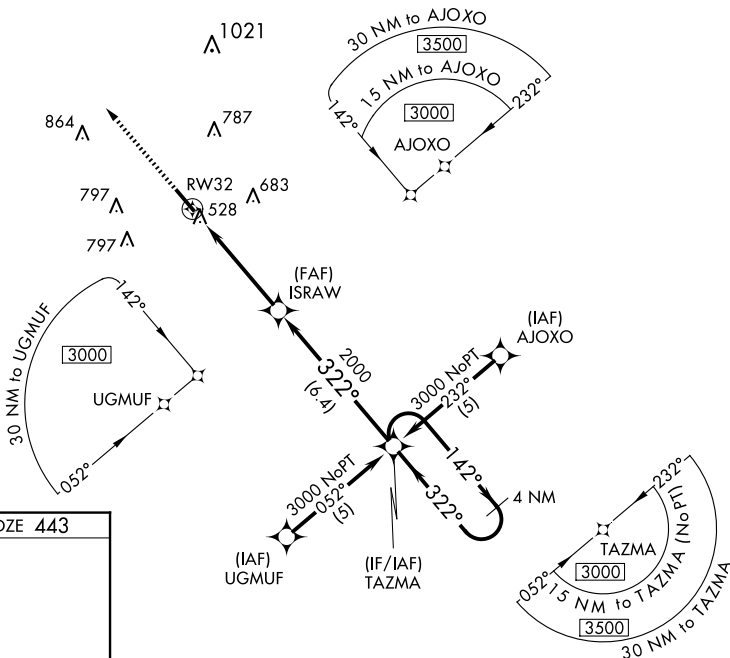 1021
30 NM to AJOXO
3500
15 NM to AJOXO
3000
142°
232°
AJOXO
864
787
RW32
683
797
528
797
(FAF)
ISRAW
142°
30 NM to UGMUF
3000
UGMUF
052°
2000
322°
(6.4)
(IAF)
AJOXO
3000 NoPT
232°
(5)
142°
322°
4 NM
3000 NoPT
052°
(5)
(IAF)
UGMUF
(IF/IAF)
TAZMA
232°
TAZMA
052°
3000
15 NM to TAZMA (NoPT)
3500
30 NM to TAZMA
DZE 443